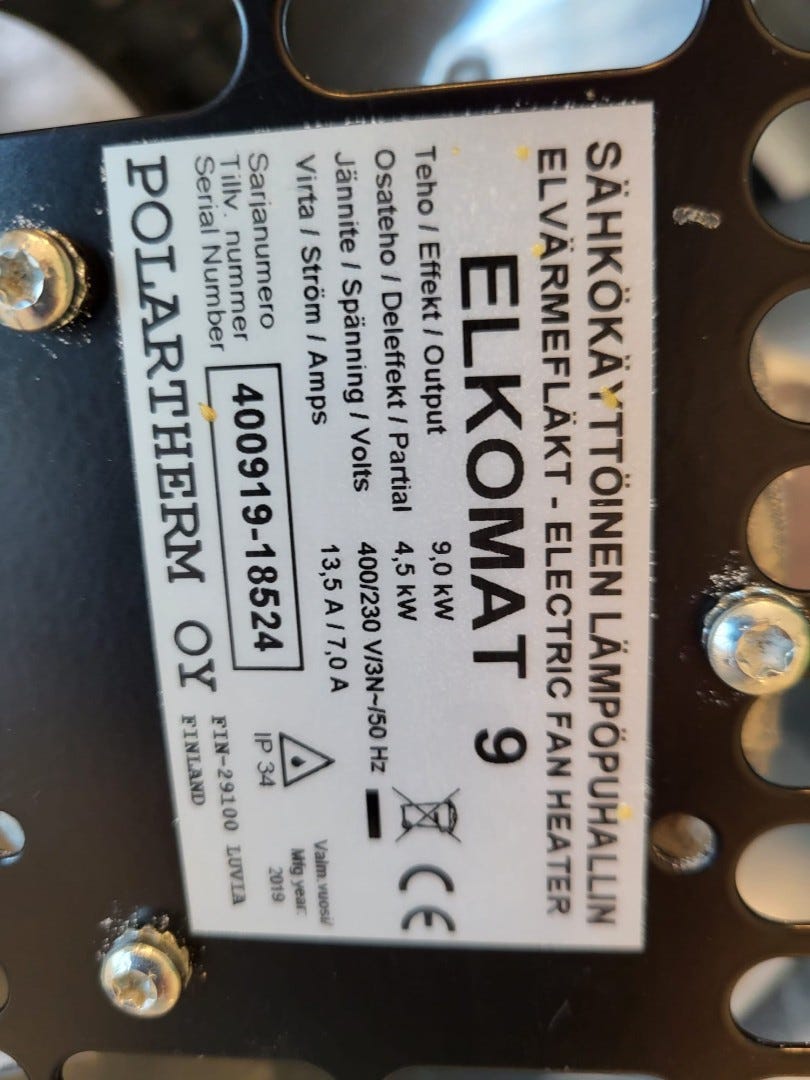 SÄHKÖKÄYTTÖINEN LÄMPÖPUHALLIN
ELVÄRMEFLÄKT - ELECTRIC FAN HEATER
ELKOMAT 9
Teho / Effekt / Output 9,0 kW
Osateho / Deleffekt / Partial 4,5 kW
Jännite / Spänning / Volts 400/230 V/3N~/50 Hz
Virta / Ström / Amps 13,5 A / 7,0 A
CE
Sarjanumero
Tillv. nummer
Serial Number
400919-18524
IP 34
Valm.vuosi/
Mfg.year:
2019
POLARTHERM OY
FIN-29100 LUVIA
FINLAND